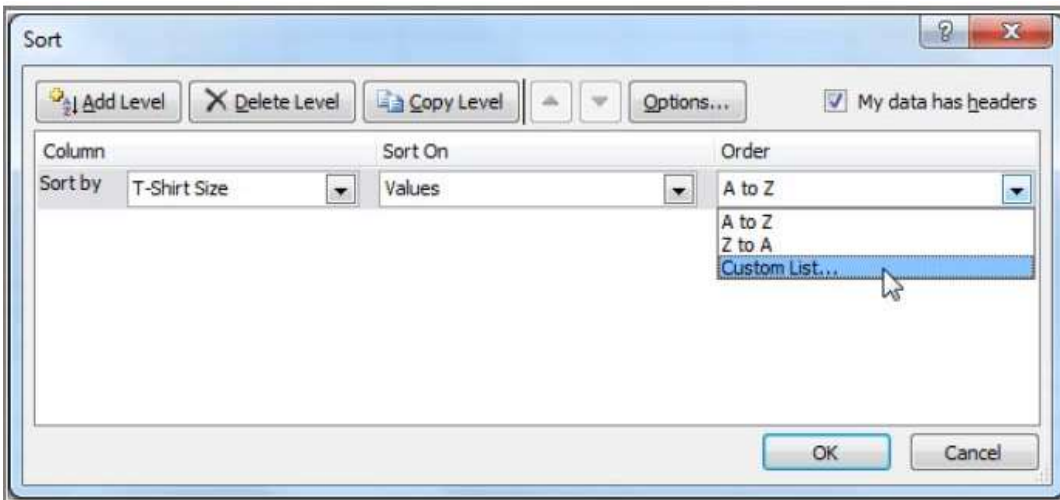 Sort
Add Level Delete Level Copy Level Options... My data has headers
Column Sort On Order
Sort by T-Shirt Size Values A to Z
A to Z
Z to A
Custom List...
OK Cancel